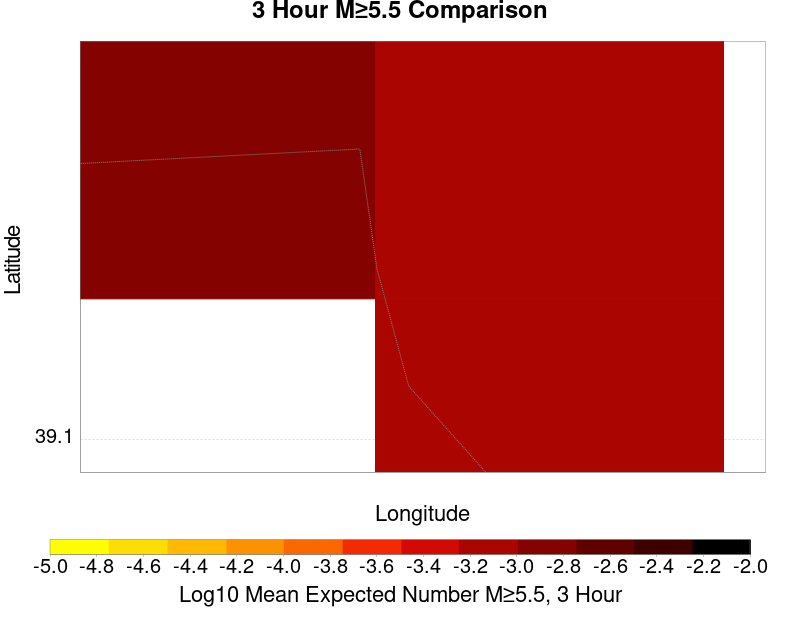 3 Hour M≥5.5 Comparison
Latitude
39.1
Longitude
-5.0 -4.8 -4.6 -4.4 -4.2 -4.0 -3.8 -3.6 -3.4 -3.2 -3.0 -2.8 -2.6 -2.4 -2.2 -2.0
Log10 Mean Expected Number M≥5.5, 3 Hour